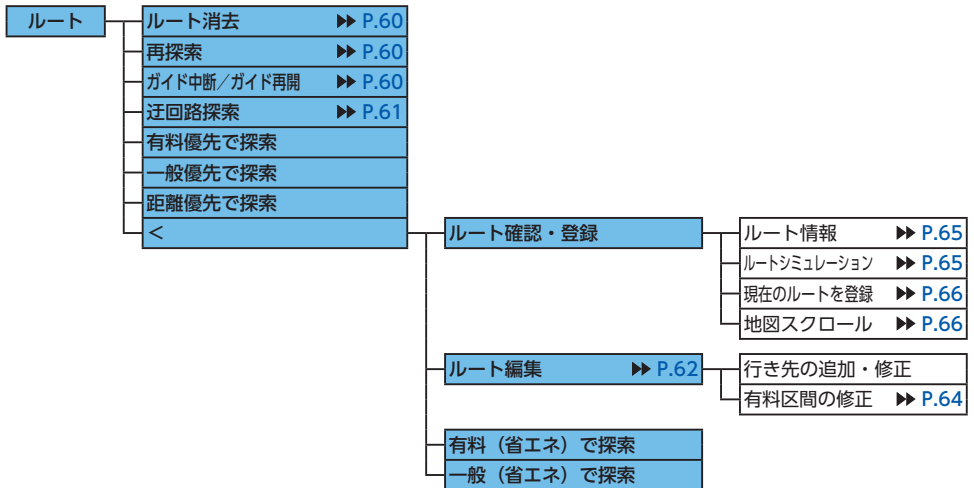 ルート
ルート消去 ▶▶ P.60
再探索 ▶▶ P.60
ガイド中断／ガイド再開 ▶▶ P.60
迂回路探索 ▶▶ P.61
有料優先で探索
一般優先で探索
距離優先で探索
<
ルート確認・登録
ルート情報 ▶▶ P.65
ルートシミュレーション ▶▶ P.65
現在のルートを登録 ▶▶ P.66
地図スクロール ▶▶ P.66
ルート編集 ▶▶ P.62
行き先の追加・修正
有料区間の修正 ▶▶ P.64
有料（省エネ）で探索
一般（省エネ）で探索